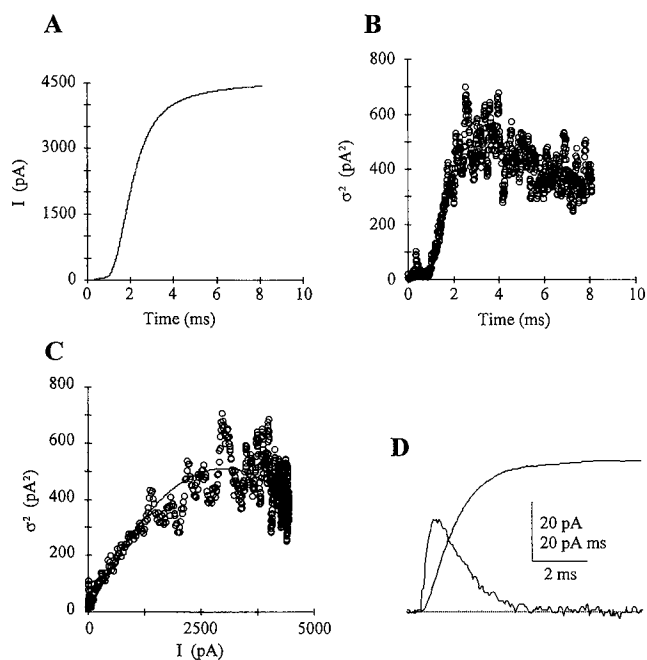 A
4500
3000
1500
0
I (pA)
0 2 4 6 8 10
Time (ms)
B
800
600
400
200
0
σ² (pA²)
0 2 4 6 8 10
Time (ms)
C
800
600
400
200
0
σ² (pA²)
0 2500 5000
I (pA)
D
20 pA
20 pA ms
2 ms